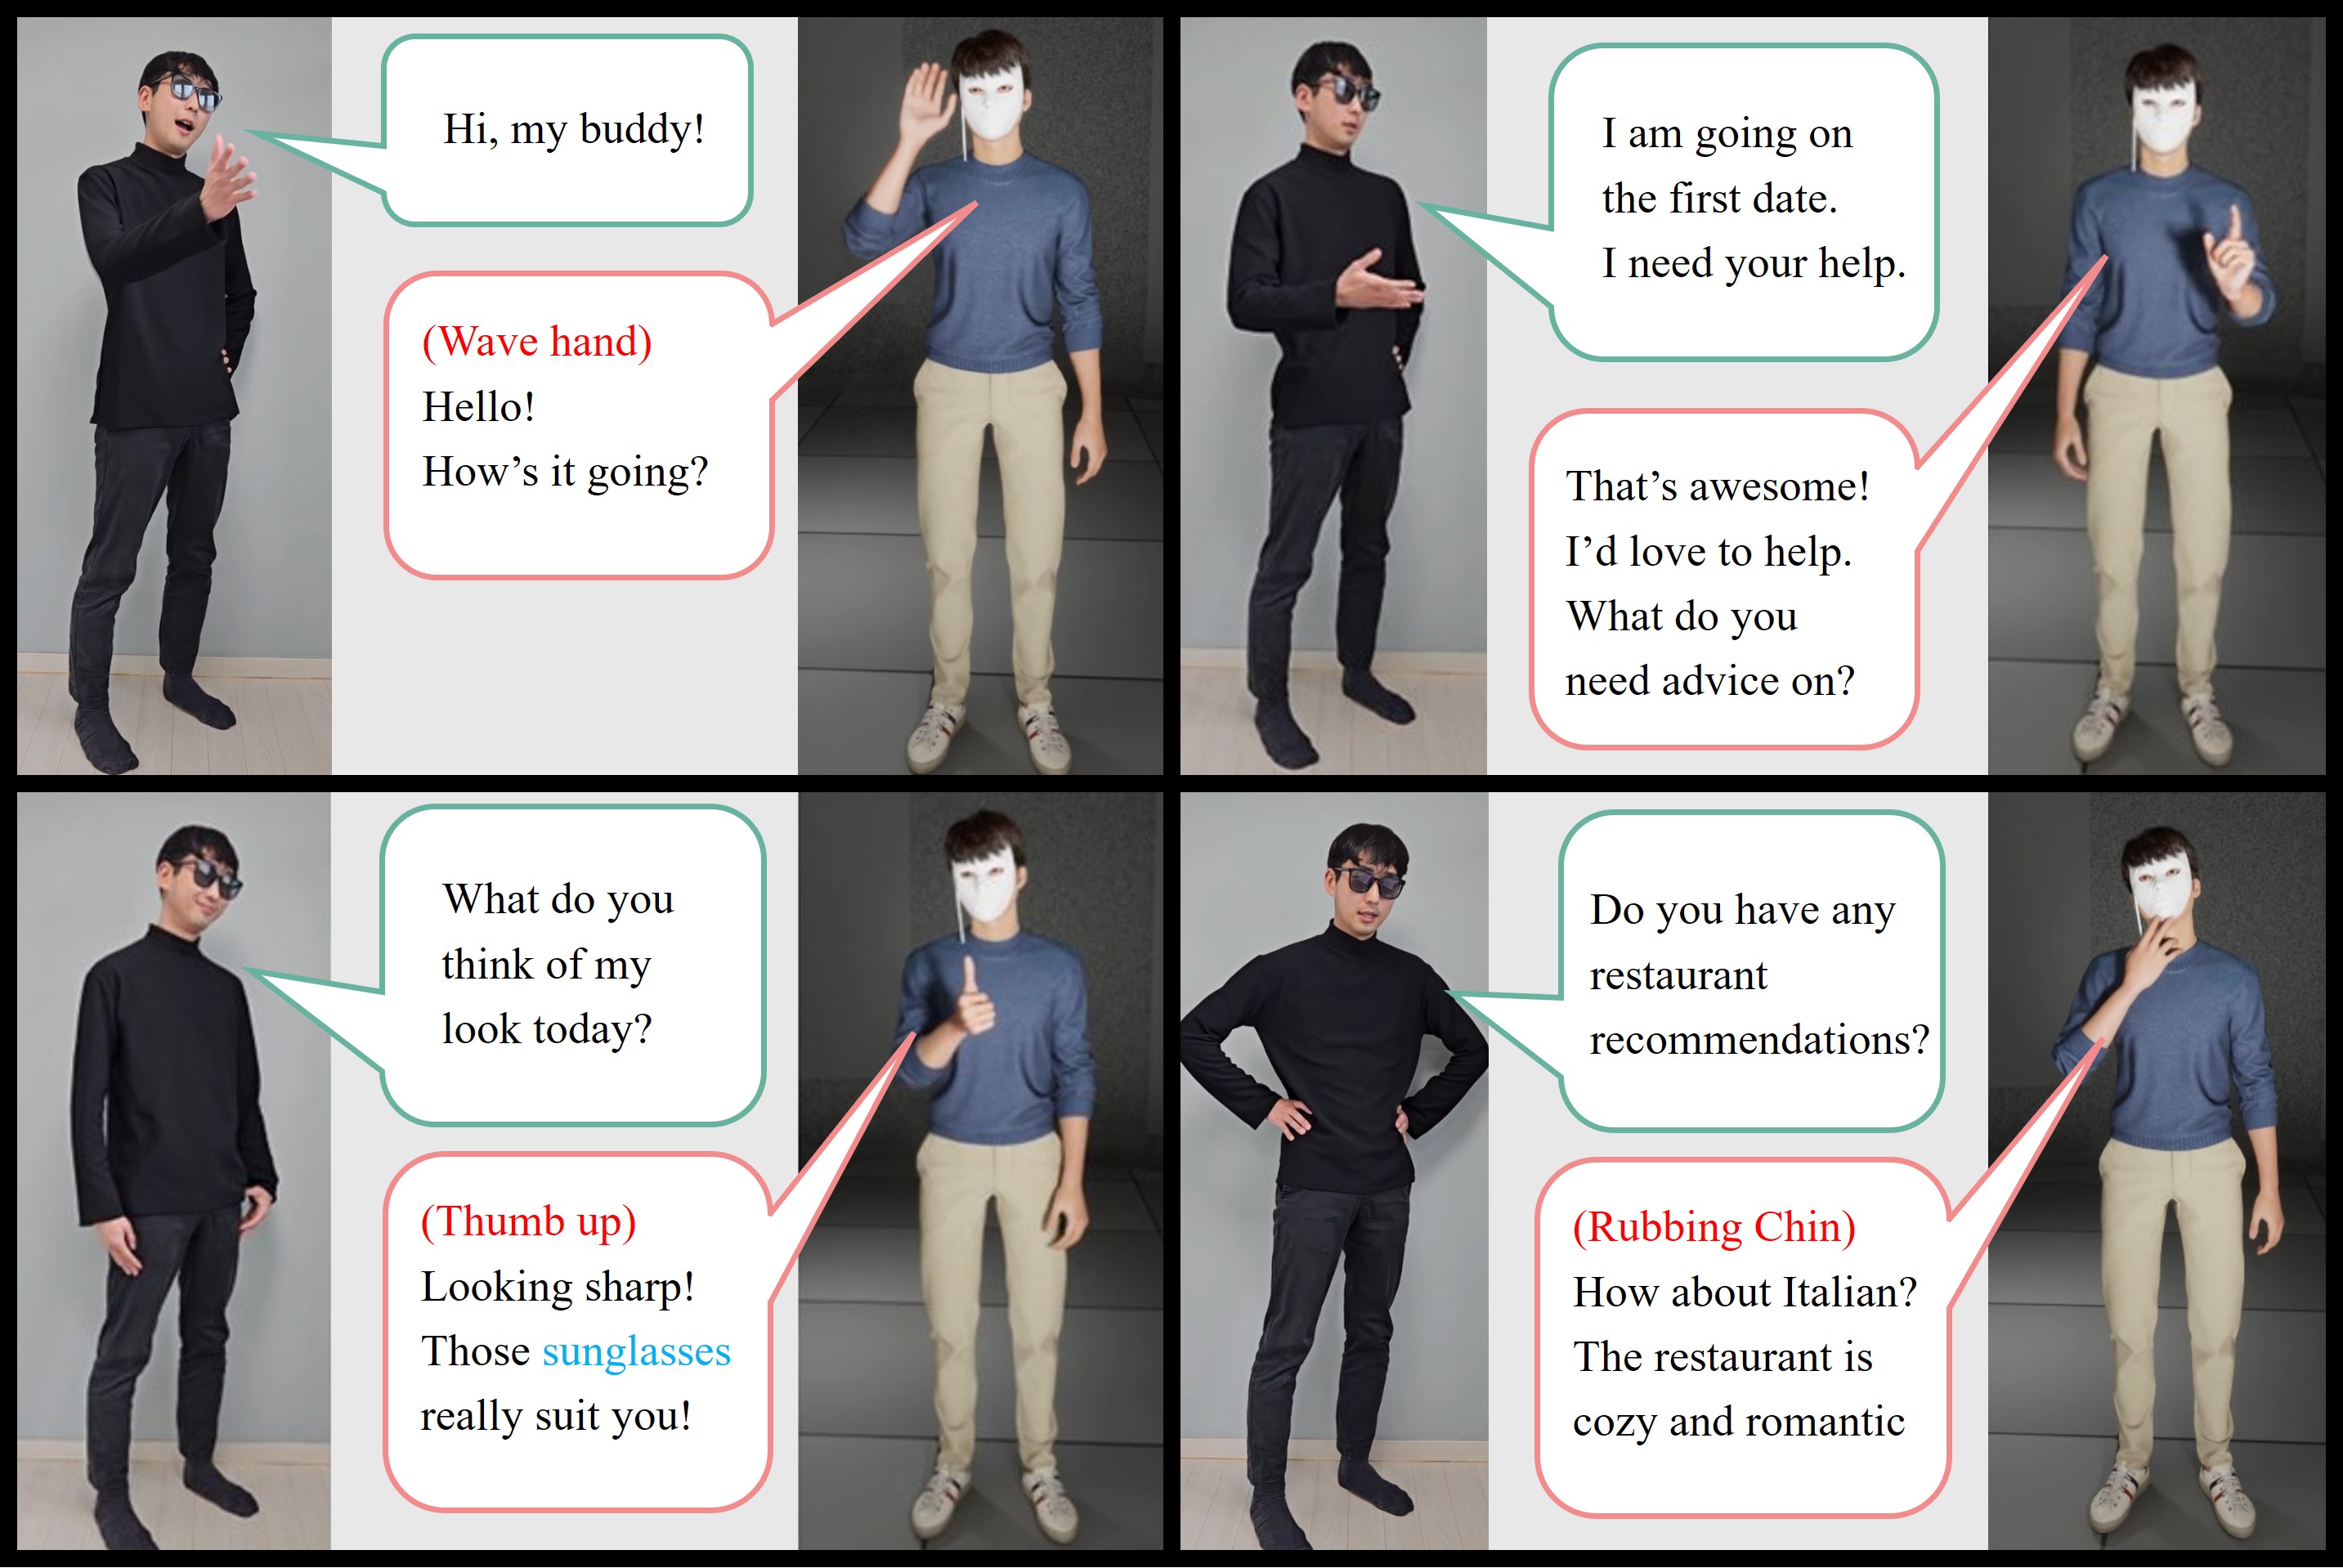 Hi, my buddy!
(Wave hand)
Hello!
How’s it going?
I am going on
the first date.
I need your help.
That’s awesome!
I’d love to help.
What do you
need advice on?
What do you
think of my
look today?
(Thumb up)
Looking sharp!
Those sunglasses
really suit you!
Do you have any
restaurant
recommendations?
(Rubbing Chin)
How about Italian?
The restaurant is
cozy and romantic